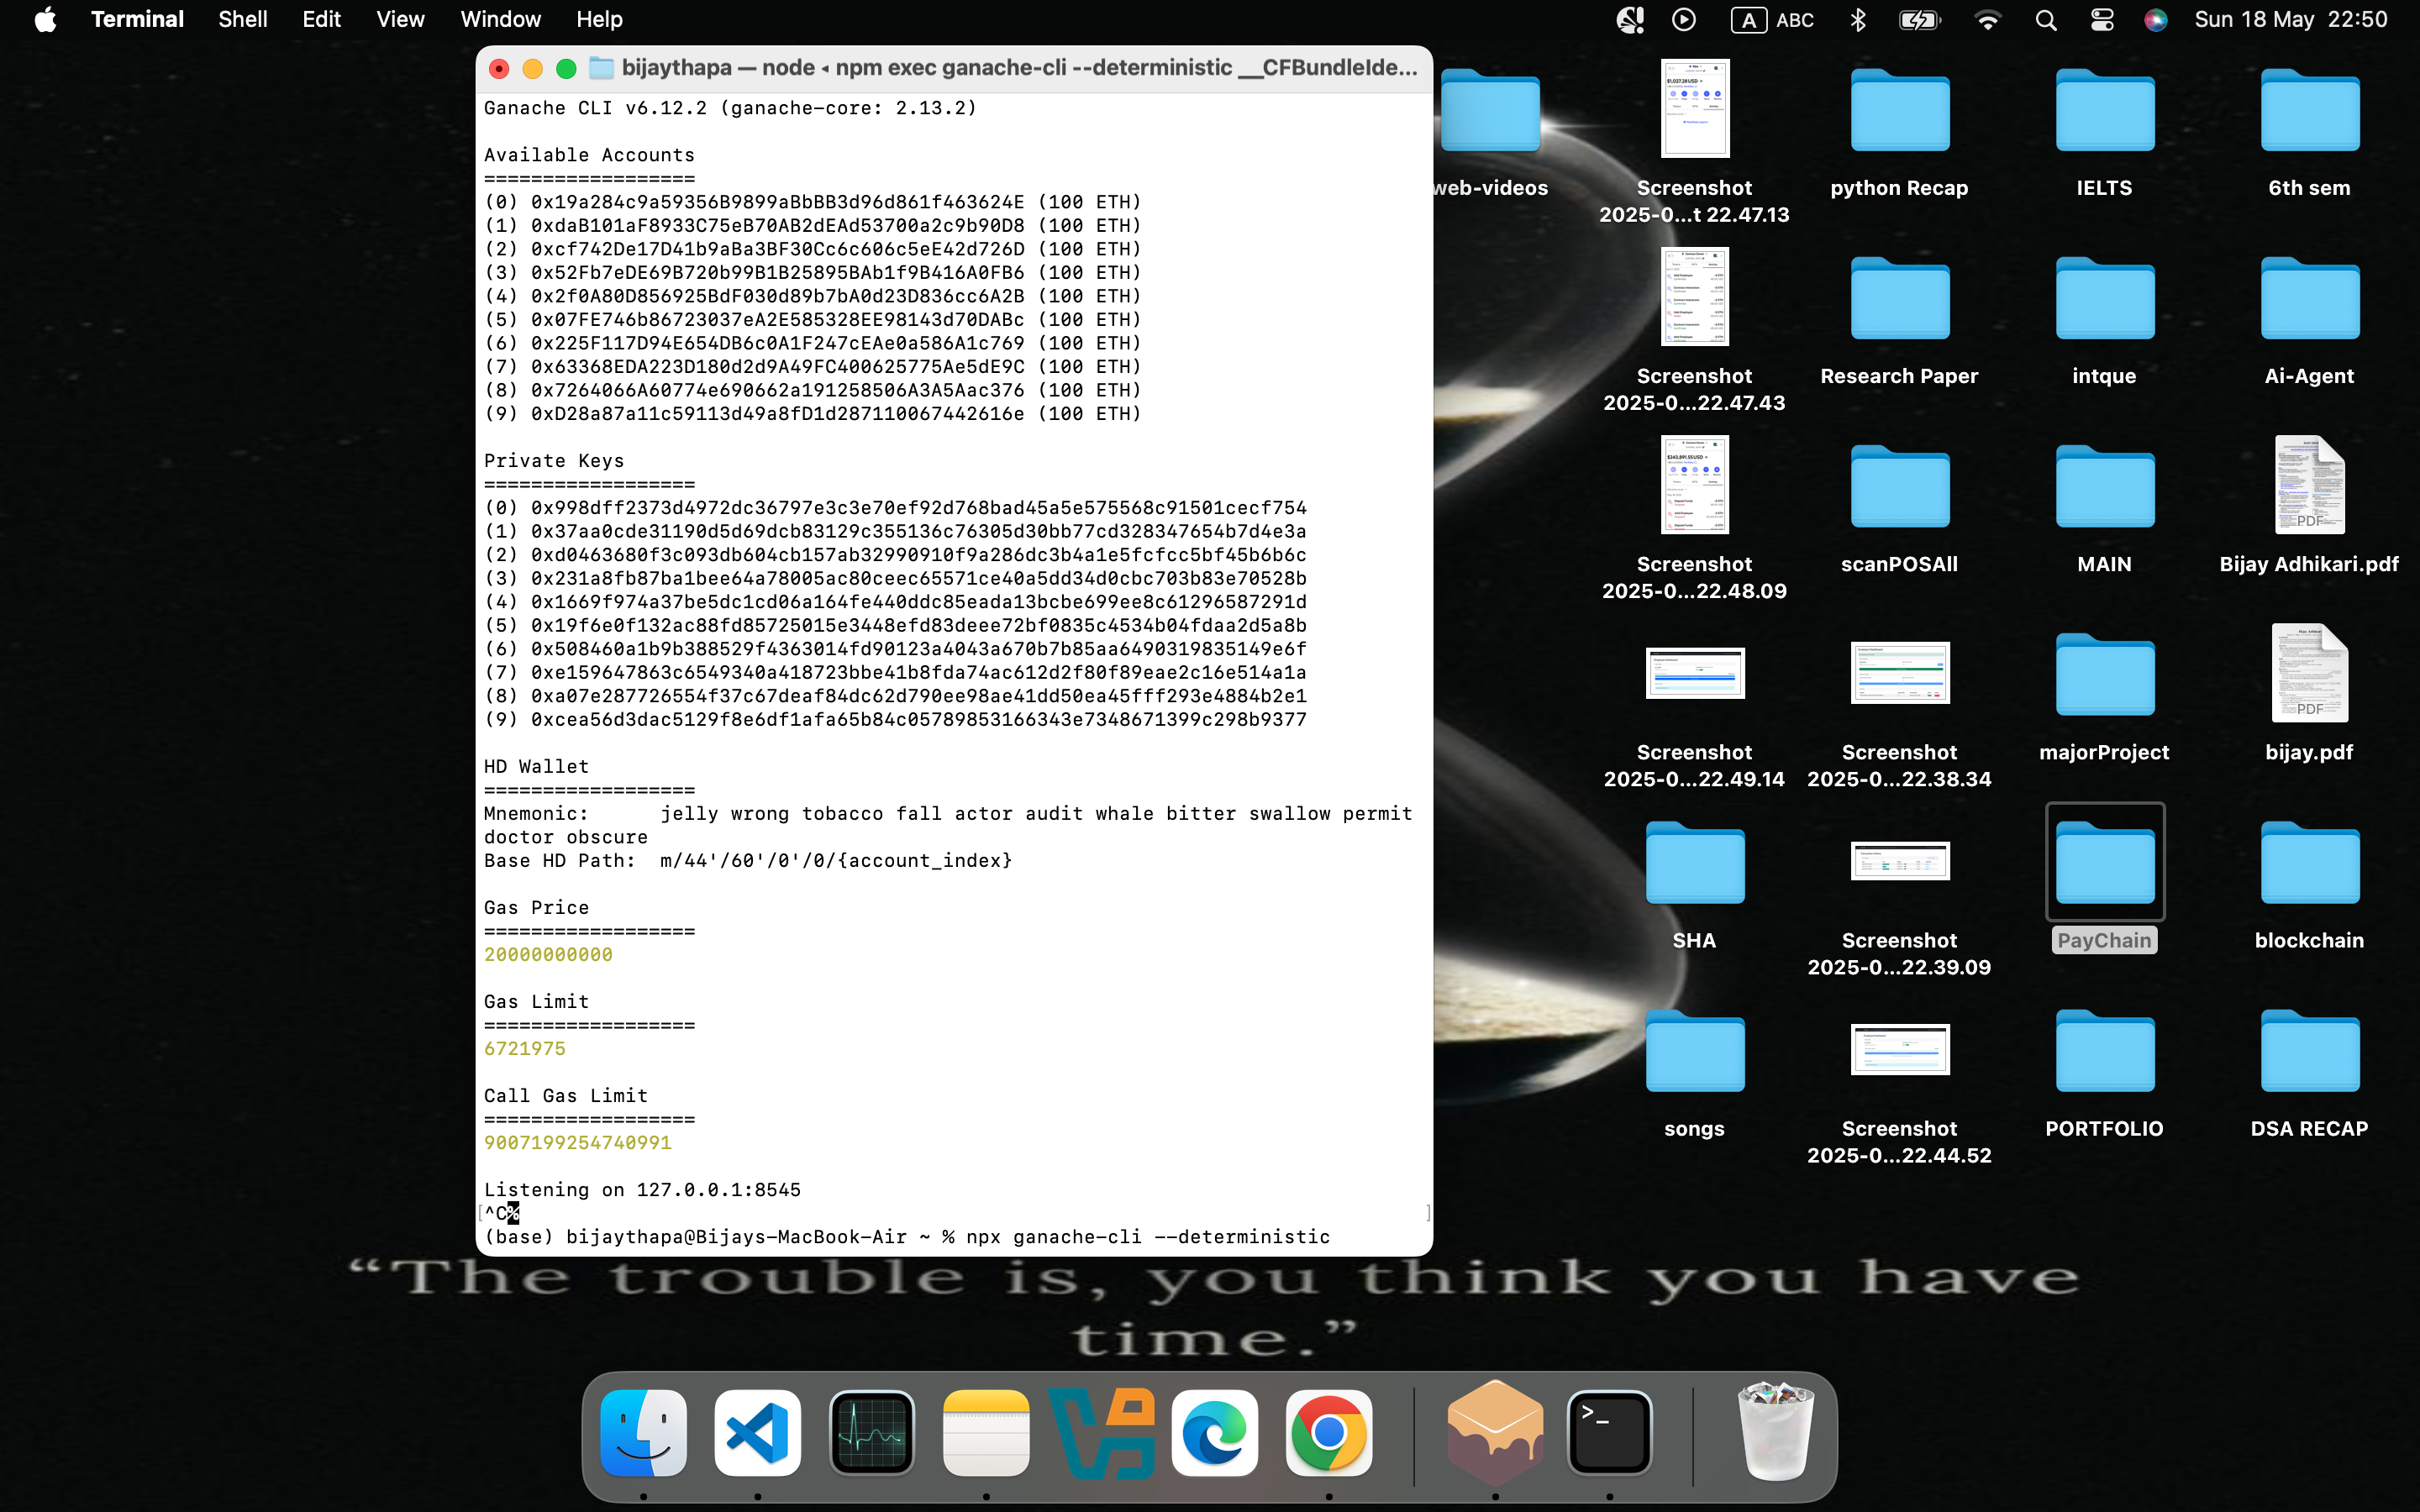 Terminal Shell Edit View Window Help A ABC Sun 18 May 22:50
bijaythapa — node ◂ npm exec ganache-cli --deterministic __CFBundleIde...
Ganache CLI v6.12.2 (ganache-core: 2.13.2)
Available Accounts
==================
(0) 0x19a284c9a59356B9899aBbBB3d96d861f463624E (100 ETH)
(1) 0xdaB101aF8933C75eB70AB2dEAd53700a2c9b90D8 (100 ETH)
(2) 0xcf742De17D41b9aBa3BF30Cc6c606c5eE42d726D (100 ETH)
(3) 0x52Fb7eDE69B720b99B1B25895BAb1f9B416A0FB6 (100 ETH)
(4) 0x2f0A80D856925BdF030d89b7bA0d23D836cc6A2B (100 ETH)
(5) 0x07FE746b86723037eA2E585328EE98143d70DABc (100 ETH)
(6) 0x225F117D94E654DB6c0A1F247cEAe0a586A1c769 (100 ETH)
(7) 0x63368EDA223D180d2d9A49FC400625775Ae5dE9C (100 ETH)
(8) 0x7264066A60774e690662a191258506A3A5Aac376 (100 ETH)
(9) 0xD28a87a11c59113d49a8fD1d287110067442616e (100 ETH)
Private Keys
==================
(0) 0x998dff2373d4972dc36797e3c3e70ef92d768bad45a5e575568c91501cecf754
(1) 0x37aa0cde31190d5d69dcb83129c355136c76305d30bb77cd328347654b7d4e3a
(2) 0xd0463680f3c093db604cb157ab32990910f9a286dc3b4a1e5fcfcc5bf45b6b6c
(3) 0x231a8fb87ba1bee64a78005ac80ceec65571ce40a5dd34d0cbc703b83e70528b
(4) 0x1669f974a37be5dc1cd06a164fe440ddc85eada13bcbe699ee8c61296587291d
(5) 0x19f6e0f132ac88fd85725015e3448efd83deee72bf0835c4534b04fdaa2d5a8b
(6) 0x508460a1b9b388529f4363014fd90123a4043a670b7b85aa6490319835149e6f
(7) 0xe159647863c6549340a418723bbe41b8fda74ac612d2f80f89eae2c16e514a1a
(8) 0xa07e287726554f37c67deaf84dc62d790ee98ae41dd50ea45fff293e4884b2e1
(9) 0xcea56d3dac5129f8e6df1afa65b84c05789853166343e7348671399c298b9377
HD Wallet
==================
Mnemonic: jelly wrong tobacco fall actor audit whale bitter swallow permit
doctor obscure
Base HD Path: m/44'/60'/0'/0/{account_index}
Gas Price
==================
20000000000
Gas Limit
==================
6721975
Call Gas Limit
==================
9007199254740991
Listening on 127.0.0.1:8545
[^C% ]
(base) bijaythapa@Bijays-MacBook-Air ~ % npx ganache-cli --deterministic
web-videos
Screenshot
2025-0...t 22.47.13
python Recap
IELTS
6th sem
Screenshot
2025-0...22.47.43
Research Paper
intque
Ai-Agent
Screenshot
2025-0...22.48.09
scanPOSAll
MAIN
PDF
Bijay Adhikari.pdf
Screenshot
2025-0...22.49.14
Screenshot
2025-0...22.38.34
majorProject
PDF
bijay.pdf
SHA
Screenshot
2025-0...22.39.09
PayChain
blockchain
songs
Screenshot
2025-0...22.44.52
PORTFOLIO
DSA RECAP
“The trouble is, you think you have
time.”